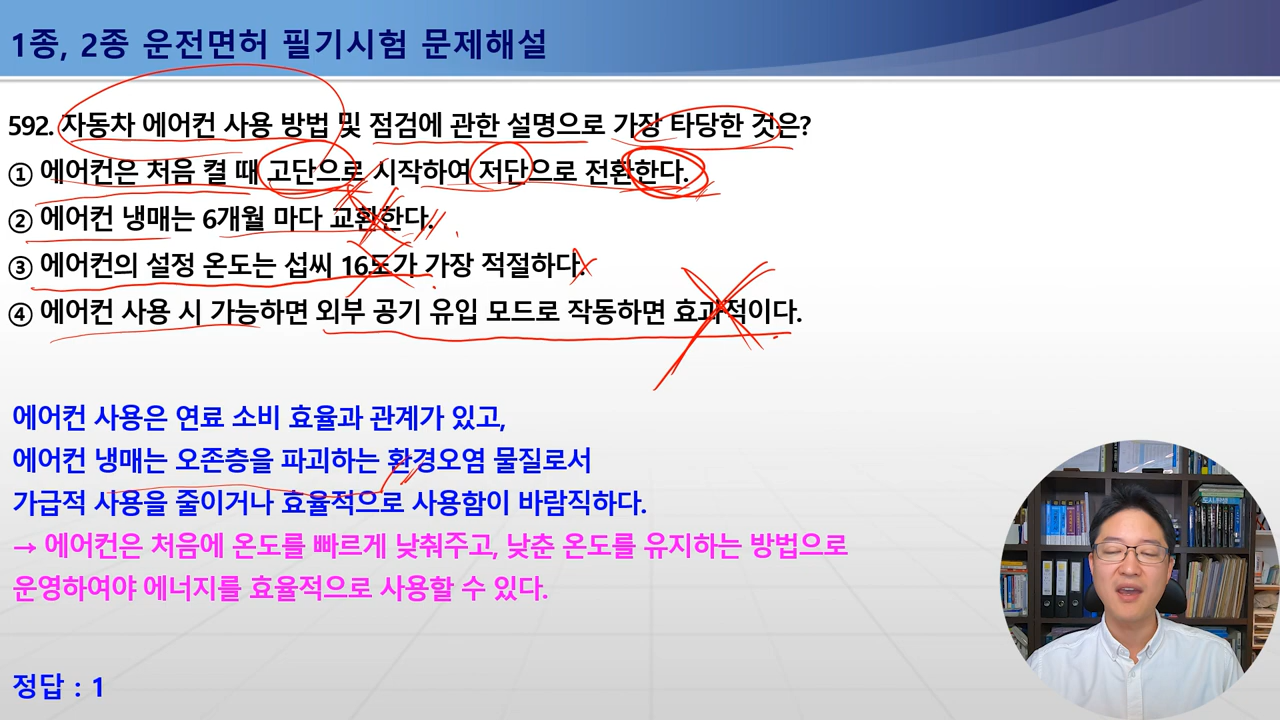 1종, 2종 운전면허 필기시험 문제해설
592. 자동차 에어컨 사용 방법 및 점검에 관한 설명으로 가장 타당한 것은?
① 에어컨은 처음 켤 때 고단으로 시작하여 저단으로 전환한다.
② 에어컨 냉매는 6개월 마다 교환한다.
③ 에어컨의 설정 온도는 섭씨 16도가 가장 적절하다.
④ 에어컨 사용 시 가능하면 외부 공기 유입 모드로 작동하면 효과적이다.
에어컨 사용은 연료 소비 효율과 관계가 있고,
에어컨 냉매는 오존층을 파괴하는 환경오염 물질로서
가급적 사용을 줄이거나 효율적으로 사용함이 바람직하다.
→ 에어컨은 처음에 온도를 빠르게 낮춰주고, 낮춘 온도를 유지하는 방법으로
운영하여야 에너지를 효율적으로 사용할 수 있다.
정답 : 1